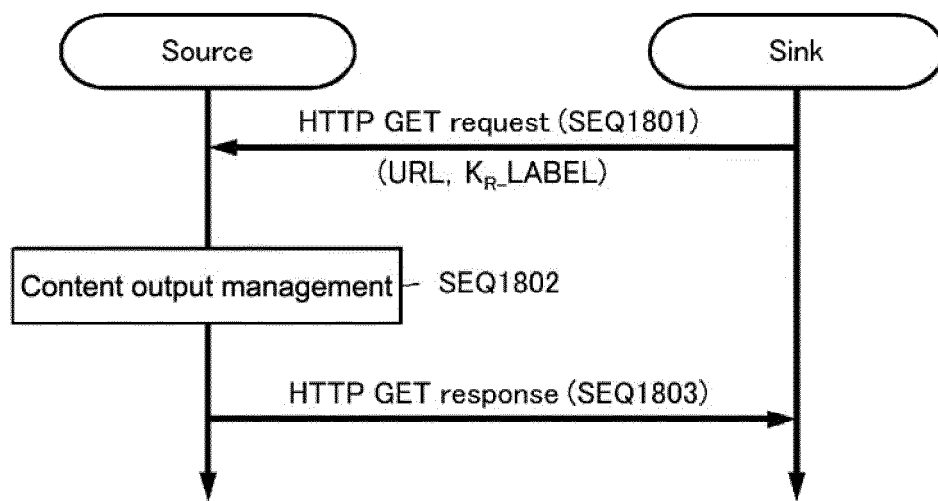 Source
Sink
HTTP GET request (SEQ1801)
(URL, KR_LABEL)
Content output management
SEQ1802
HTTP GET response (SEQ1803)